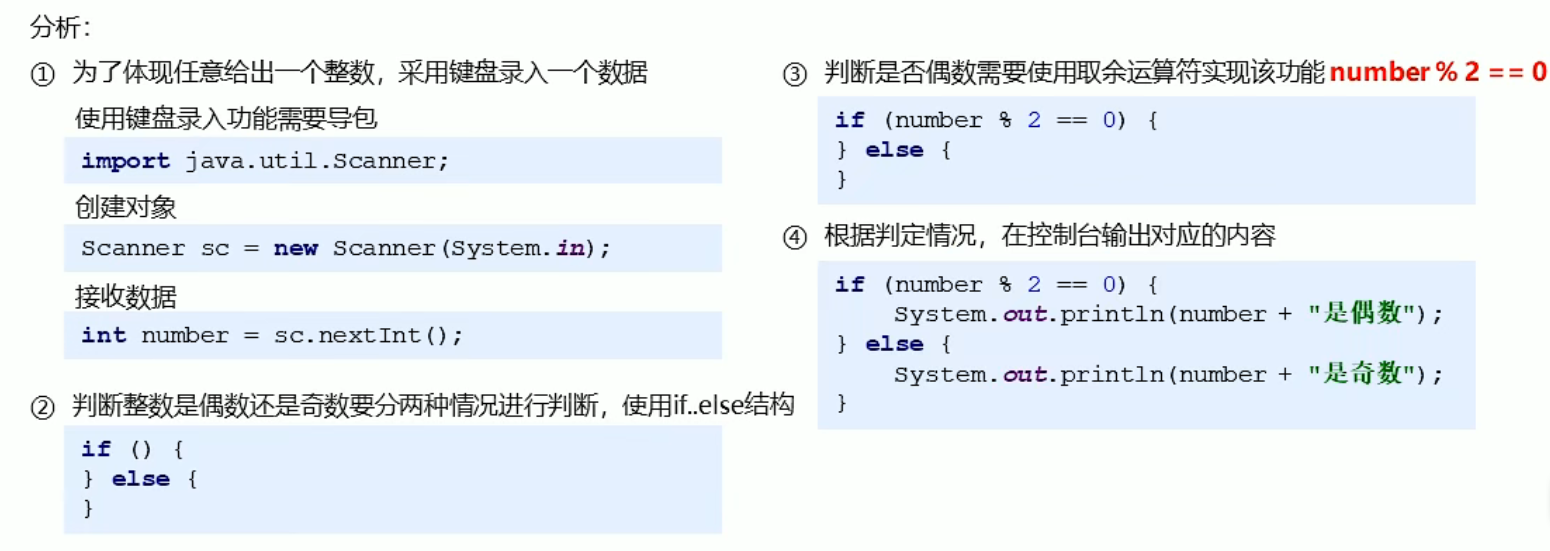 分析：
① 为了体现任意给出一个整数，采用键盘录入一个数据
使用键盘录入功能需要导包
import java.util.Scanner;
创建对象
Scanner sc = new Scanner(System.in);
接收数据
int number = sc.nextInt();
② 判断整数是偶数还是奇数要分两种情况进行判断，使用if..else结构
if () {
} else {
}
③ 判断是否偶数需要使用取余运算符实现该功能 number % 2 == 0
if (number % 2 == 0) {
} else {
}
④ 根据判定情况，在控制台输出对应的内容
if (number % 2 == 0) {
    System.out.println(number + "是偶数");
} else {
    System.out.println(number + "是奇数");
}